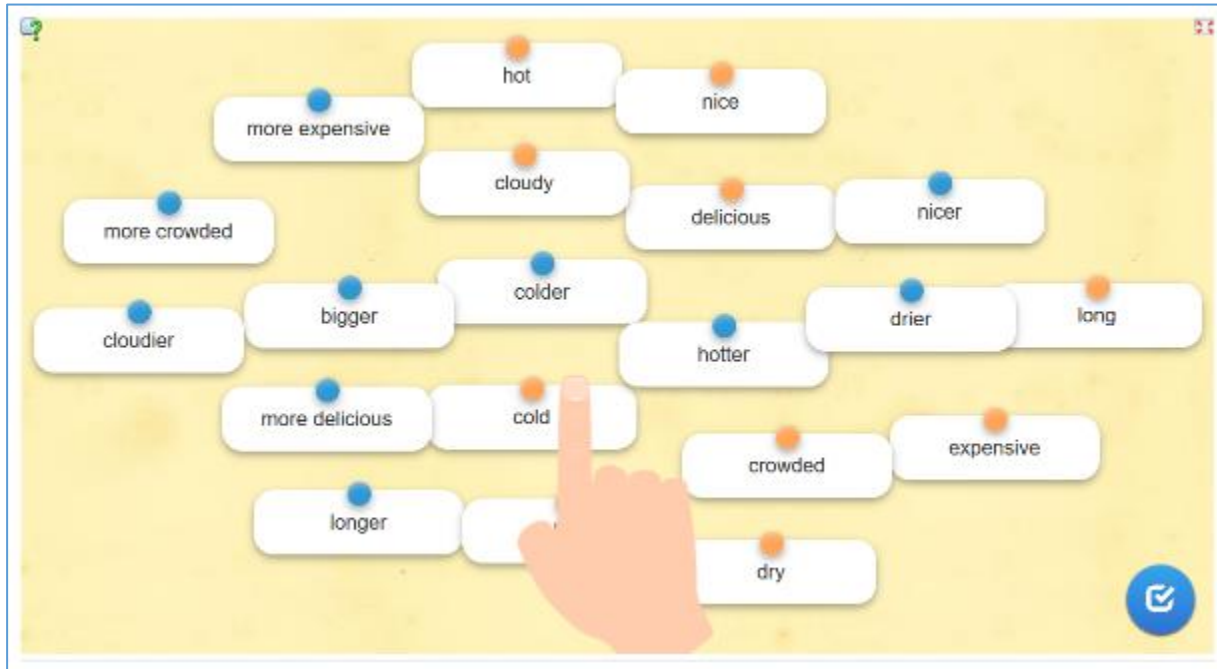 hot
nice
more expensive
cloudy
delicious
nicer
more crowded
colder
bigger
drier
long
cloudier
hotter
more delicious
cold
crowded
expensive
longer
dry